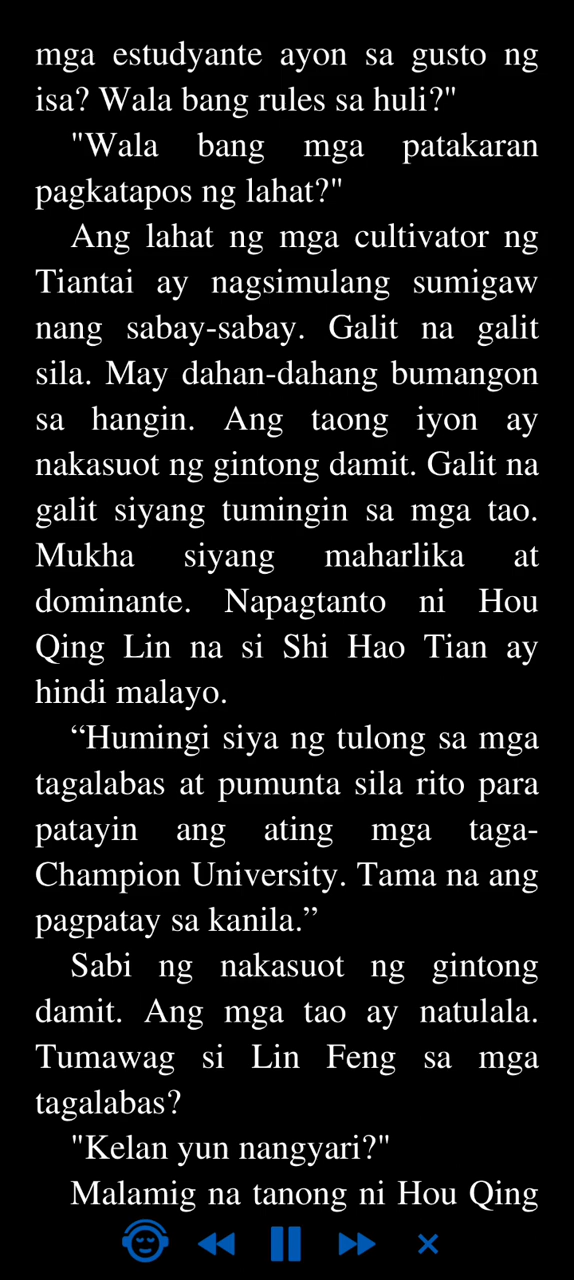 mga estudyante ayon sa gusto ng
isa? Wala bang rules sa huli?"
"Wala bang mga patakaran
pagkatapos ng lahat?"
Ang lahat ng mga cultivator ng
Tiantai ay nagsimulang sumigaw
nang sabay-sabay. Galit na galit
sila. May dahan-dahang bumangon
sa hangin. Ang taong iyon ay
nakasuot ng gintong damit. Galit na
galit siyang tumingin sa mga tao.
Mukha siyang maharlika at
dominante. Napagtanto ni Hou
Qing Lin na si Shi Hao Tian ay
hindi malayo.
“Humingi siya ng tulong sa mga
tagalabas at pumunta sila rito para
patayin ang ating mga taga-
Champion University. Tama na ang
pagpatay sa kanila.”
Sabi ng nakasuot ng gintong
damit. Ang mga tao ay natulala.
Tumawag si Lin Feng sa mga
tagalabas?
"Kelan yun nangyari?"
Malamig na tanong ni Hou Qing